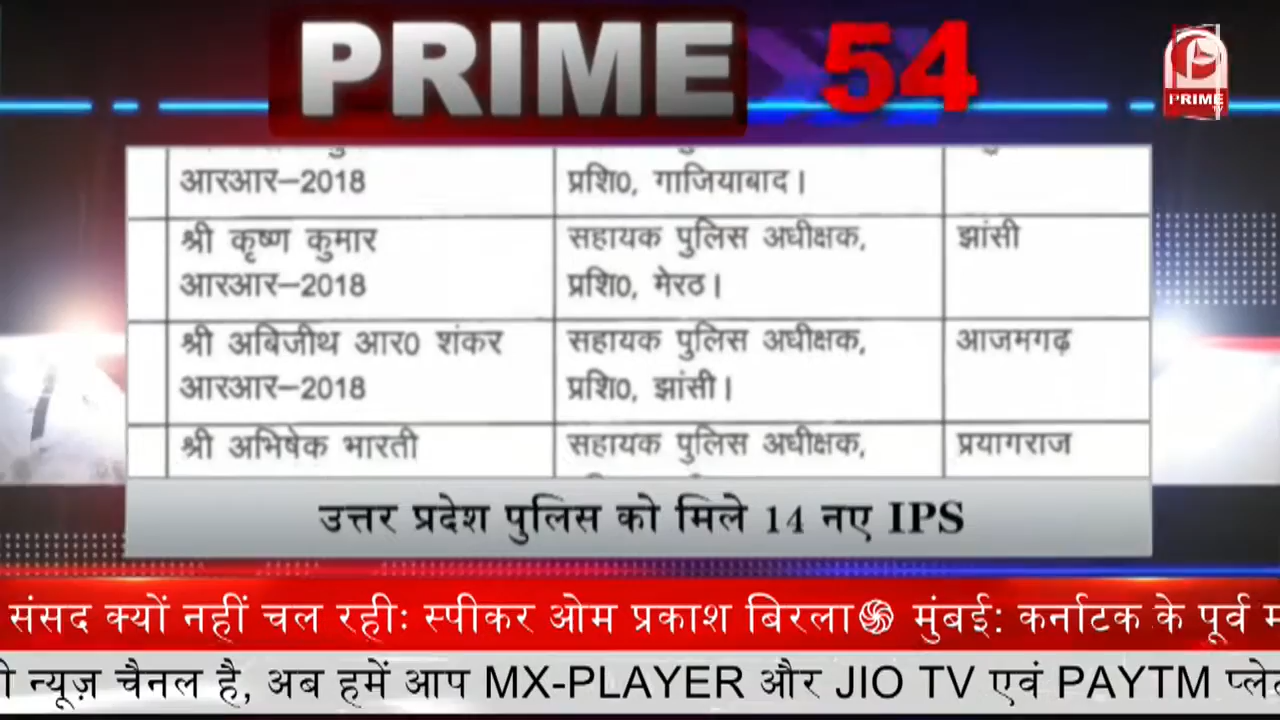 PRIME 54
PRIME
TV
आरआर–2018 प्रशि0, गाजियाबाद।
श्री कृष्ण कुमार सहायक पुलिस अधीक्षक, झांसी
आरआर–2018 प्रशि0, मेरठ।
श्री अबिजीथ आर0 शंकर सहायक पुलिस अधीक्षक, आजमगढ़
आरआर–2018 प्रशि0, झांसी।
श्री अभिषेक भारती सहायक पुलिस अधीक्षक, प्रयागराज
उत्तर प्रदेश पुलिस को मिले 14 नए IPS
संसद क्यों नहीं चल रहीः स्पीकर ओम प्रकाश बिरला मुंबई: कर्नाटक के पूर्व
न्यूज़ चैनल है, अब हमें आप MX-PLAYER और JIO TV एवं PAYTM